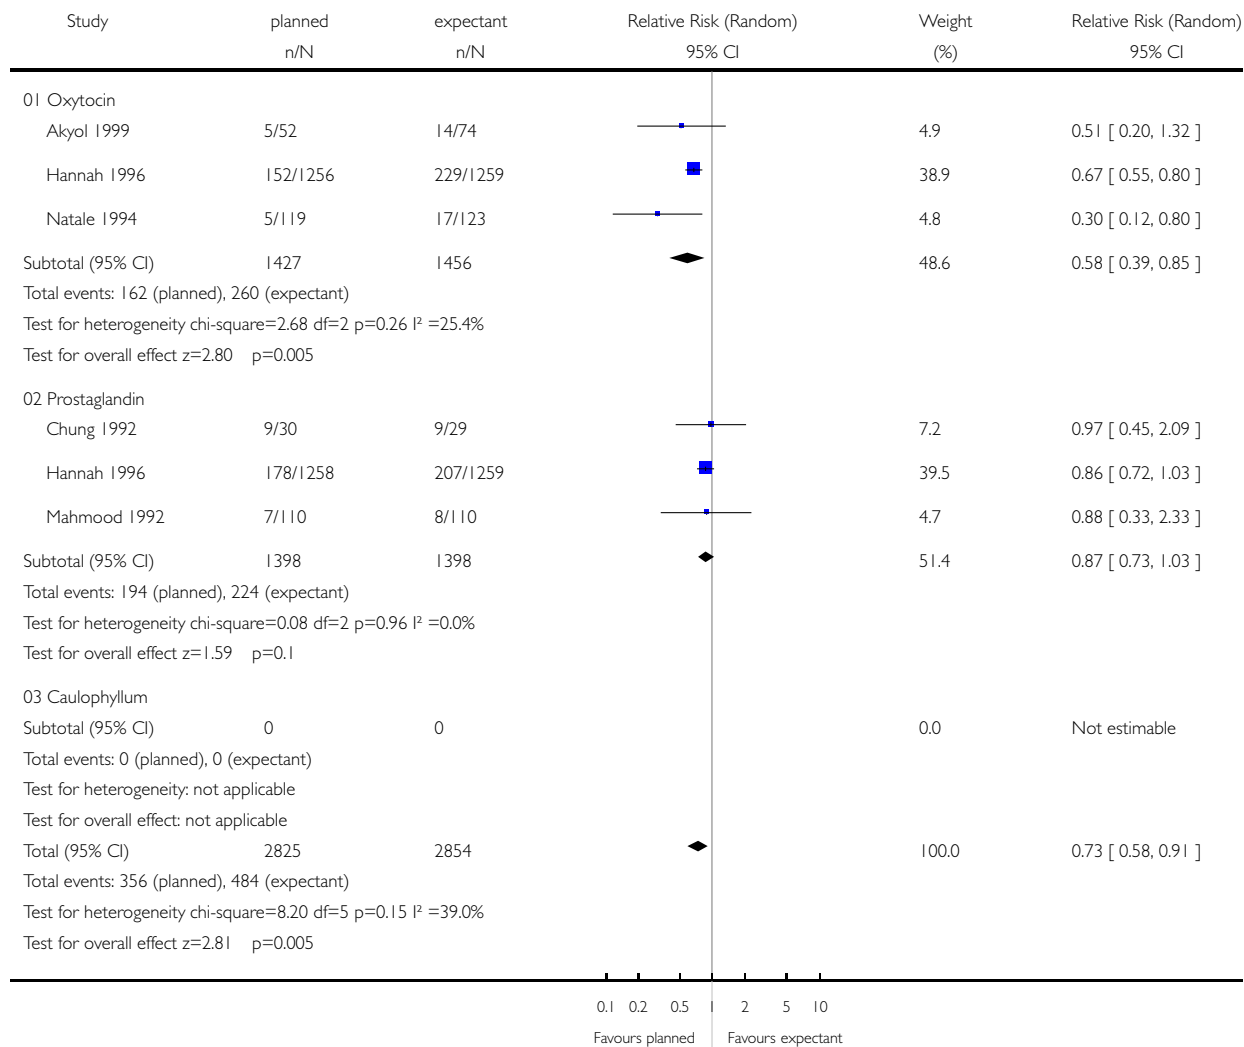 Study planned expectant Relative Risk (Random) Weight Relative Risk (Random)
n/N n/N 95% CI (%) 95% CI
01 Oxytocin
Akyol 1999 5/52 14/74 4.9 0.51 [ 0.20, 1.32 ]
Hannah 1996 152/1256 229/1259 38.9 0.67 [ 0.55, 0.80 ]
Natale 1994 5/119 17/123 4.8 0.30 [ 0.12, 0.80 ]
Subtotal (95% CI) 1427 1456 48.6 0.58 [ 0.39, 0.85 ]
Total events: 162 (planned), 260 (expectant)
Test for heterogeneity chi-square=2.68 df=2 p=0.26 I² =25.4%
Test for overall effect z=2.80 p=0.005
02 Prostaglandin
Chung 1992 9/30 9/29 7.2 0.97 [ 0.45, 2.09 ]
Hannah 1996 178/1258 207/1259 39.5 0.86 [ 0.72, 1.03 ]
Mahmood 1992 7/110 8/110 4.7 0.88 [ 0.33, 2.33 ]
Subtotal (95% CI) 1398 1398 51.4 0.87 [ 0.73, 1.03 ]
Total events: 194 (planned), 224 (expectant)
Test for heterogeneity chi-square=0.08 df=2 p=0.96 I² =0.0%
Test for overall effect z=1.59 p=0.1
03 Caulophyllum
Subtotal (95% CI) 0 0 0.0 Not estimable
Total events: 0 (planned), 0 (expectant)
Test for heterogeneity: not applicable
Test for overall effect: not applicable
Total (95% CI) 2825 2854 100.0 0.73 [ 0.58, 0.91 ]
Total events: 356 (planned), 484 (expectant)
Test for heterogeneity chi-square=8.20 df=5 p=0.15 I² =39.0%
Test for overall effect z=2.81 p=0.005
0.1 0.2 0.5 1 2 5 10
Favours planned Favours expectant